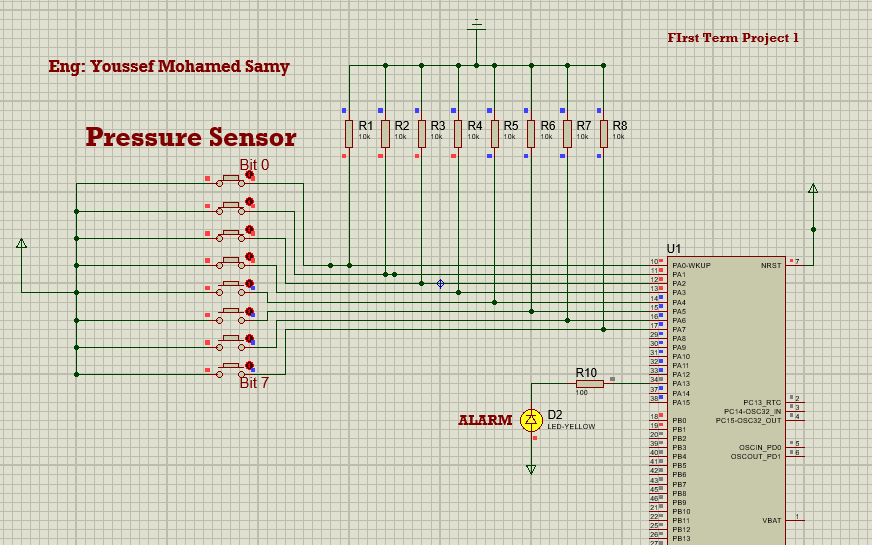 FIrst Term Project 1
Eng: Youssef Mohamed Samy
Pressure Sensor
R1
10k
R2
10k
R3
10k
R4
10k
R5
10k
R6
10k
R7
10k
R8
10k
Bit 0
Bit 7
U1
10 PA0-WKUP
11 PA1
12 PA2
13 PA3
14 PA4
15 PA5
16 PA6
17 PA7
29 PA8
30 PA9
31 PA10
32 PA11
33 PA12
34 PA13
37 PA14
38 PA15
18 PB0
19 PB1
20 PB2
39 PB3
40 PB4
41 PB5
42 PB6
43 PB7
45 PB8
46 PB9
21 PB10
22 PB11
25 PB12
26 PB13
27
NRST 7
PC13_RTC 2
PC14-OSC32_IN 3
PC15-OSC32_OUT 4
OSCIN_PD0 5
OSCOUT_PD1 6
VBAT 1
R10
100
ALARM
D2
LED-YELLOW